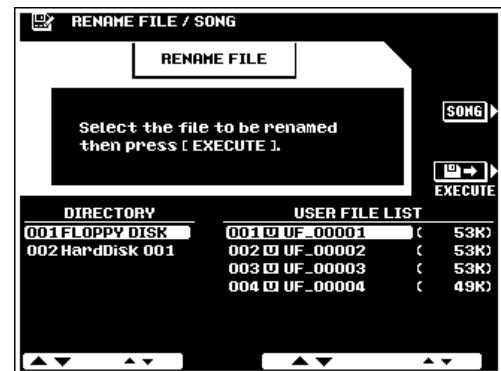 RENAME FILE / SONG
RENAME FILE
Select the file to be renamed
then press [ EXECUTE ].
SONG
EXECUTE
DIRECTORY
001 FLOPPY DISK
002 HardDisk 001
USER FILE LIST
001 U UF_00001 ( 53K)
002 U UF_00002 ( 53K)
003 U UF_00003 ( 53K)
004 U UF_00004 ( 49K)